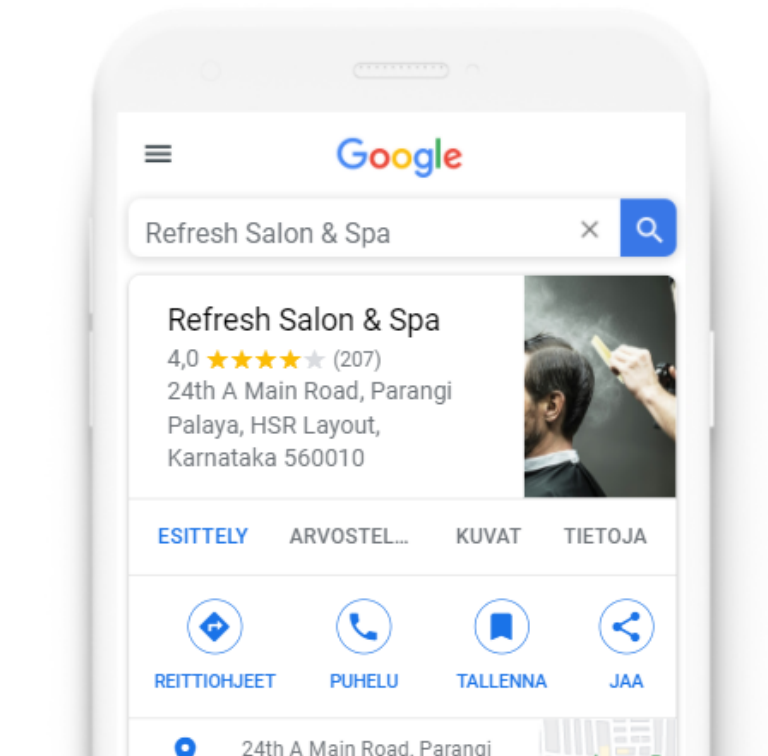 Google
Refresh Salon & Spa
Refresh Salon & Spa
4,0 (207)
24th A Main Road, Parangi
Palaya, HSR Layout,
Karnataka 560010
ESITTELY ARVOSTEL... KUVAT TIETOJA
REITTIOHJEET PUHELU TALLENNA JAA
24th A Main Road, Parangi